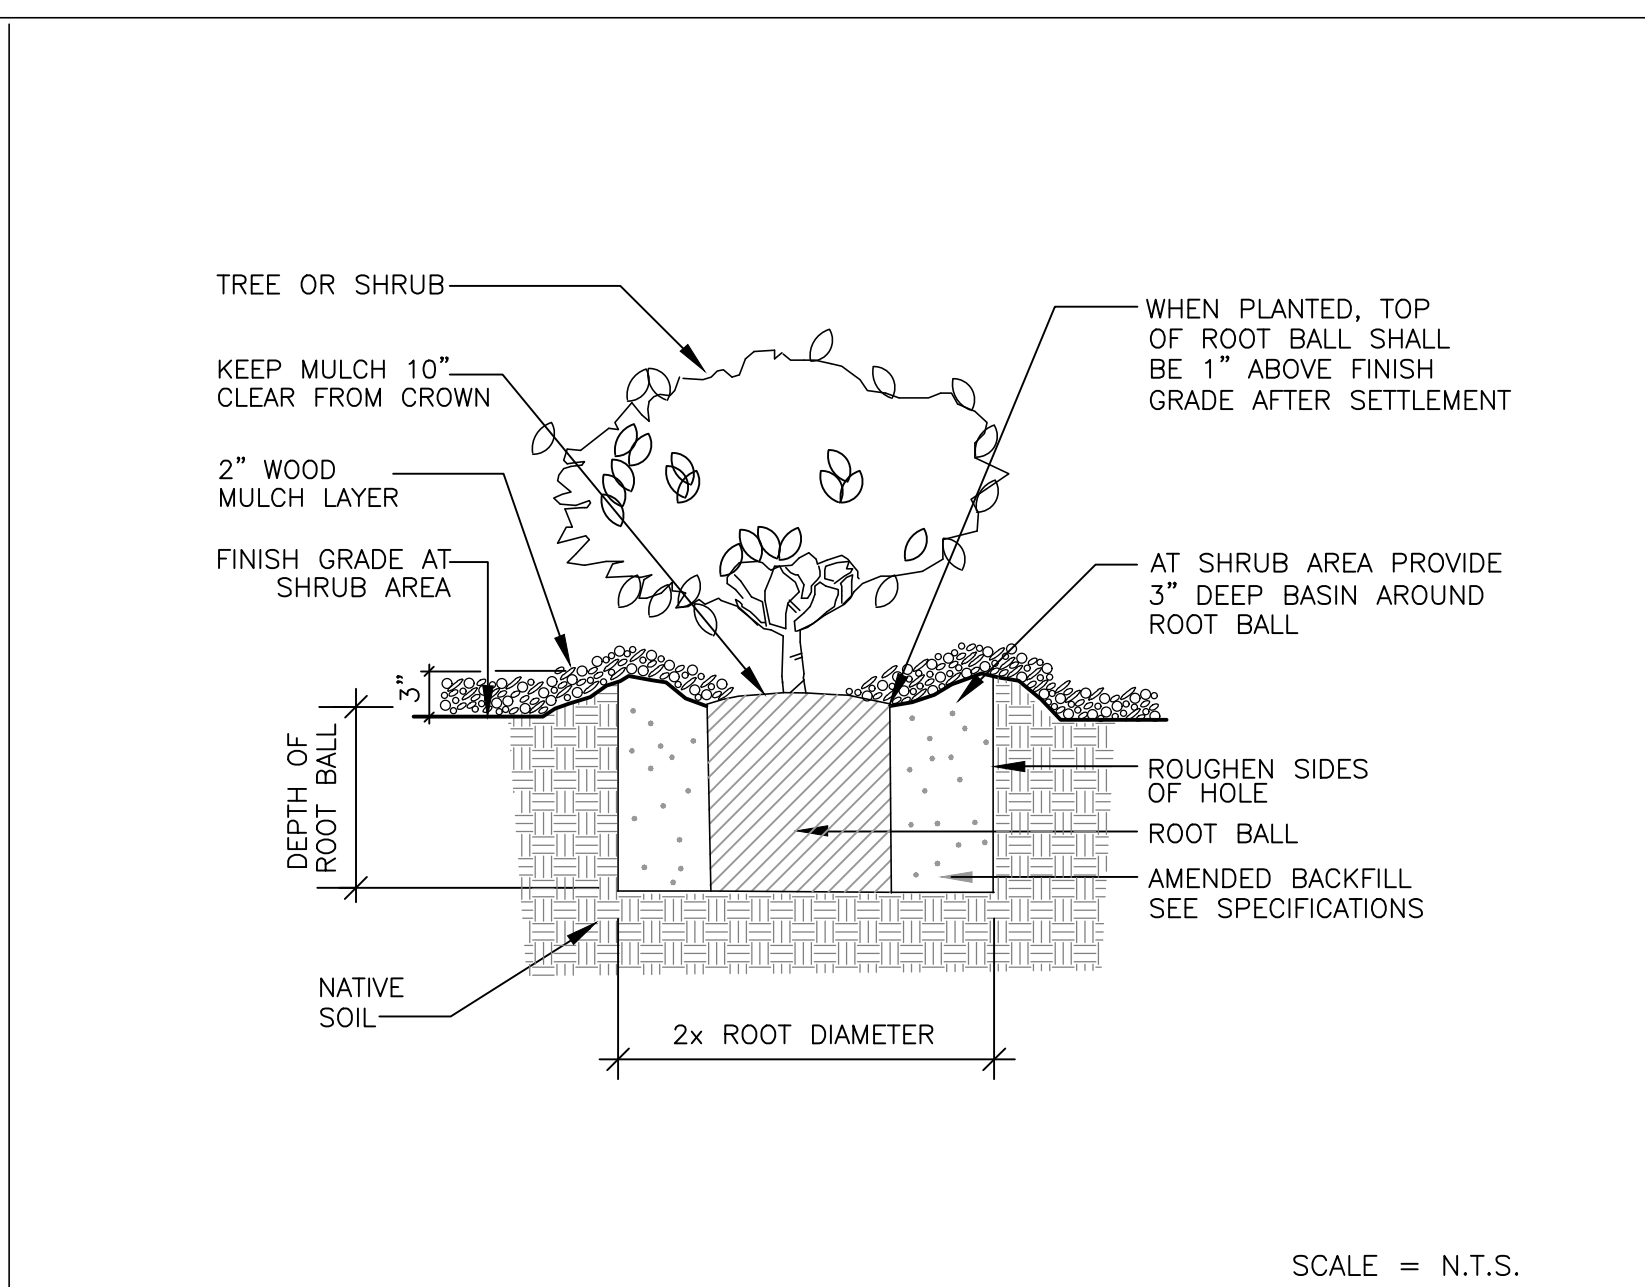 TREE OR SHRUB
KEEP MULCH 10”
CLEAR FROM CROWN
2” WOOD
MULCH LAYER
FINISH GRADE AT
SHRUB AREA
3”
DEPTH OF
ROOT BALL
NATIVE
SOIL
2x ROOT DIAMETER
WHEN PLANTED, TOP
OF ROOT BALL SHALL
BE 1” ABOVE FINISH
GRADE AFTER SETTLEMENT
AT SHRUB AREA PROVIDE
3” DEEP BASIN AROUND
ROOT BALL
ROUGHEN SIDES
OF HOLE
ROOT BALL
AMENDED BACKFILL
SEE SPECIFICATIONS
SCALE = N.T.S.